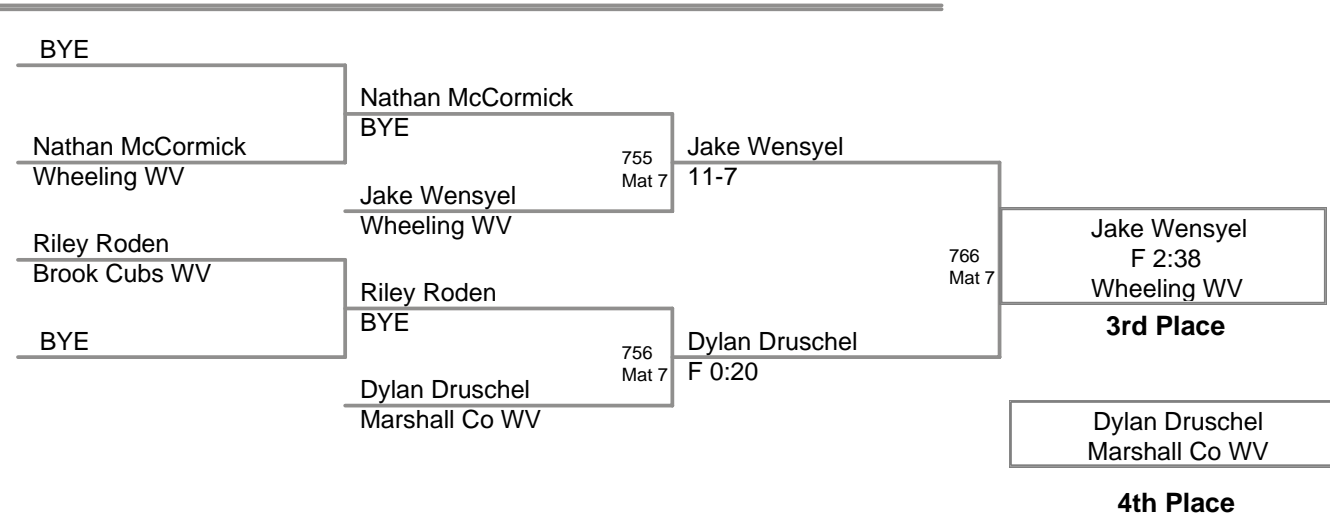 BYE
Nathan McCormick
Wheeling WV
Riley Roden
Brook Cubs WV
BYE
Nathan McCormick
BYE
755
Mat 7
Jake Wensyel
Wheeling WV
Riley Roden
BYE
756
Mat 7
Dylan Druschel
Marshall Co WV
Jake Wensyel
11-7
766
Mat 7
Dylan Druschel
F 0:20
Jake Wensyel
F 2:38
Wheeling WV
3rd Place
Dylan Druschel
Marshall Co WV
4th Place